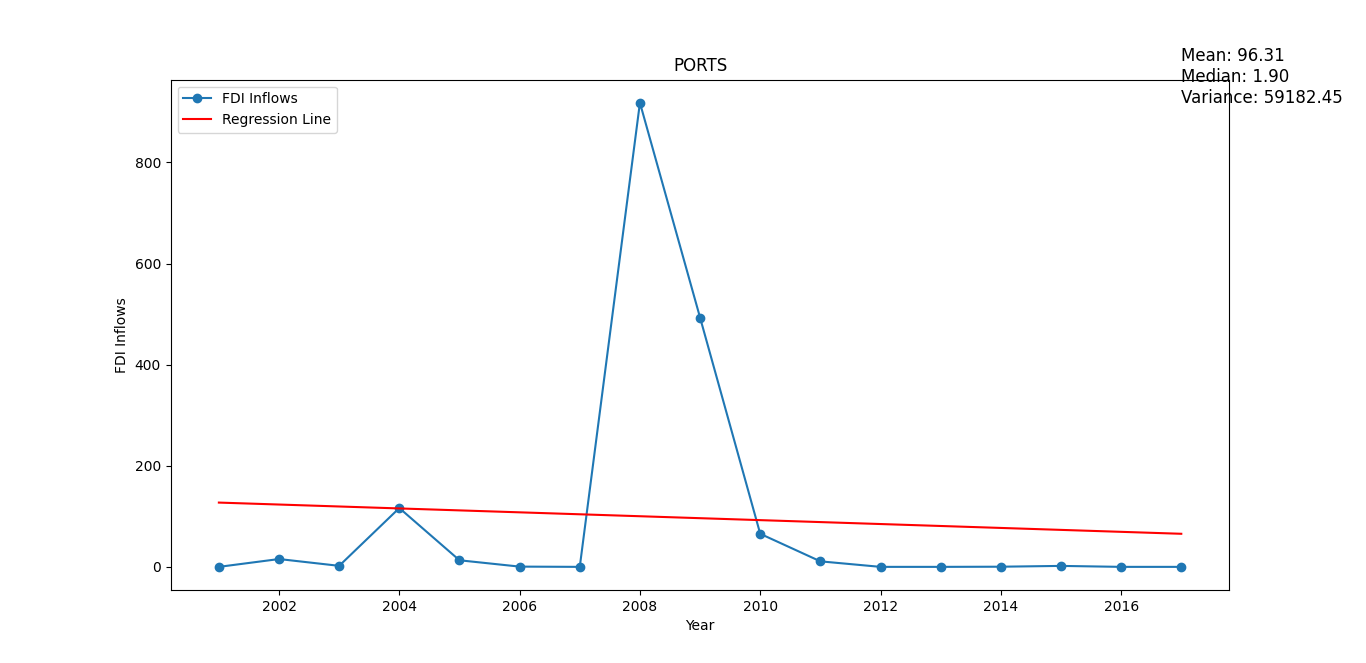 Mean: 96.31
PORTS
Median: 1.90
Variance: 59182.45
FDI Inflows
Regression Line
800
600
400
200
0
FDI Inflows
2002 2004 2006 2008 2010 2012 2014 2016
Year